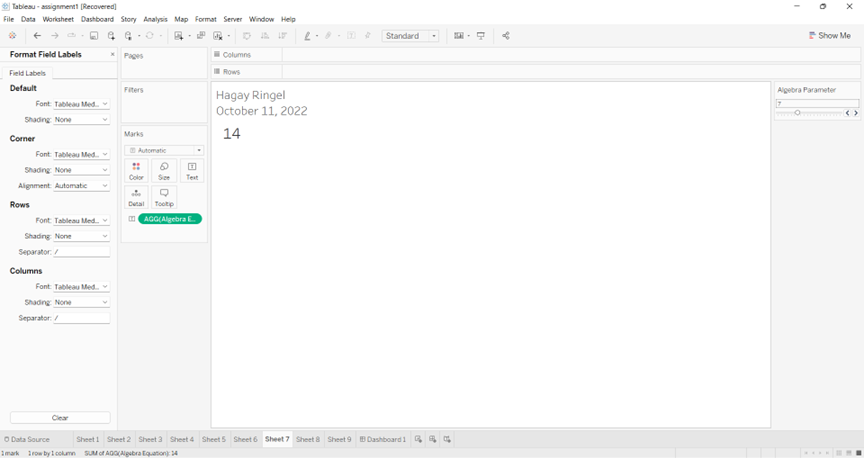 Tableau - assignment1 [Recovered]
File Data Worksheet Dashboard Story Analysis Map Format Server Window Help
Standard
Show Me
Format Field Labels
Field Labels
Default
Font: Tableau Med...
Shading: None
Corner
Font: Tableau Med...
Shading: None
Alignment: Automatic
Rows
Font: Tableau Med...
Shading: None
Separator: /
Columns
Font: Tableau Med...
Shading: None
Separator: /
Clear
Pages
Filters
Marks
Automatic
Color Size Text
Detail Tooltip
AGG(Algebra E...
Columns
Rows
Hagay Ringel
October 11, 2022
14
Algebra Parameter
7
Data Source Sheet 1 Sheet 2 Sheet 3 Sheet 4 Sheet 5 Sheet 6 Sheet 7 Sheet 8 Sheet 9 Dashboard 1
1 mark 1 row by 1 column SUM of AGG(Algebra Equation): 14